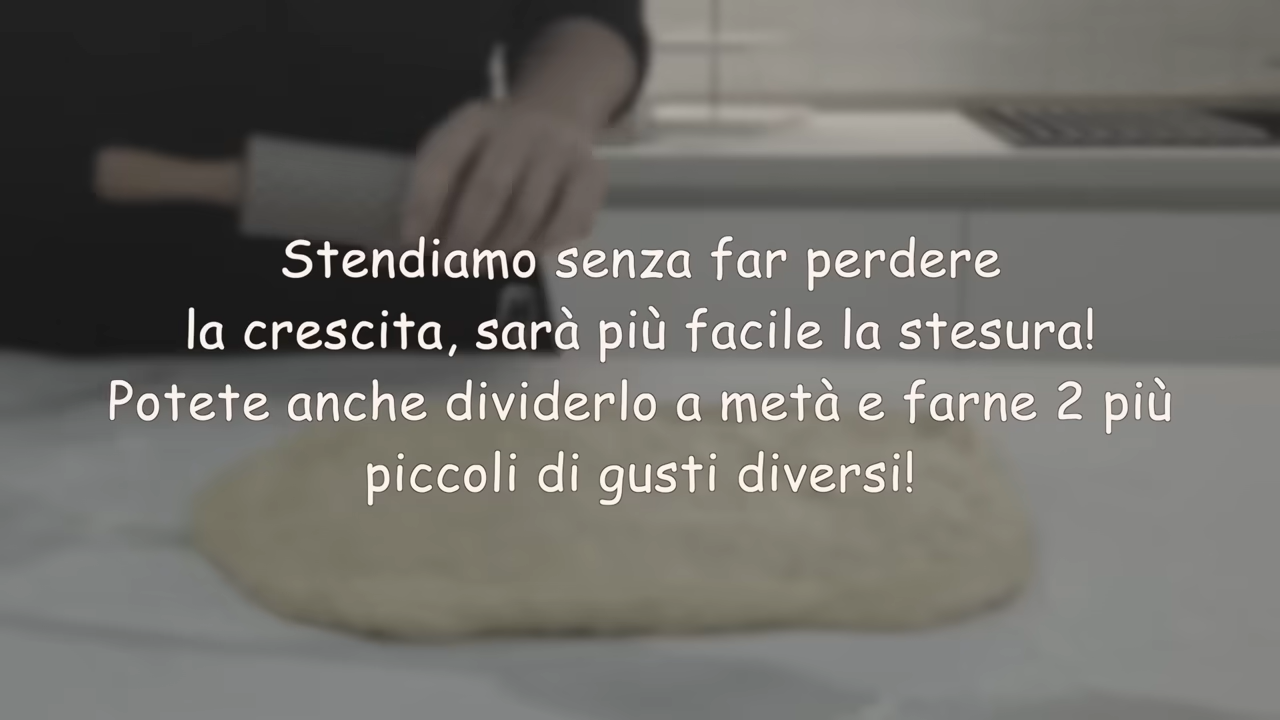 Stendiamo senza far perdere
la crescita, sarà più facile la stesura!
Potete anche dividerlo a metà e farne 2 più
piccoli di gusti diversi!